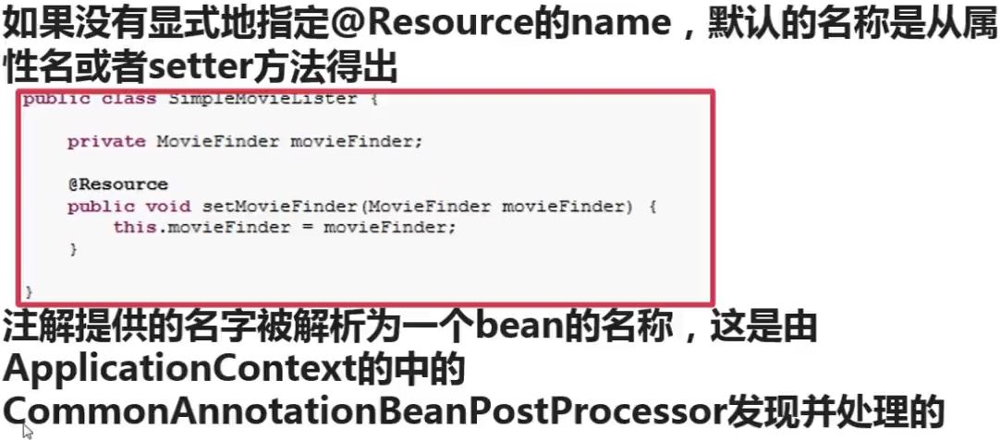 如果没有显式地指定@Resource的name，默认的名称是从属
性名或者setter方法得出
public class SimpleMovieLister {
private MovieFinder movieFinder;
@Resource
public void setMovieFinder(MovieFinder movieFinder) {
this.movieFinder = movieFinder;
}
}
注解提供的名字被解析为一个bean的名称，这是由
ApplicationContext的中的
CommonAnnotationBeanPostProcessor发现并处理的